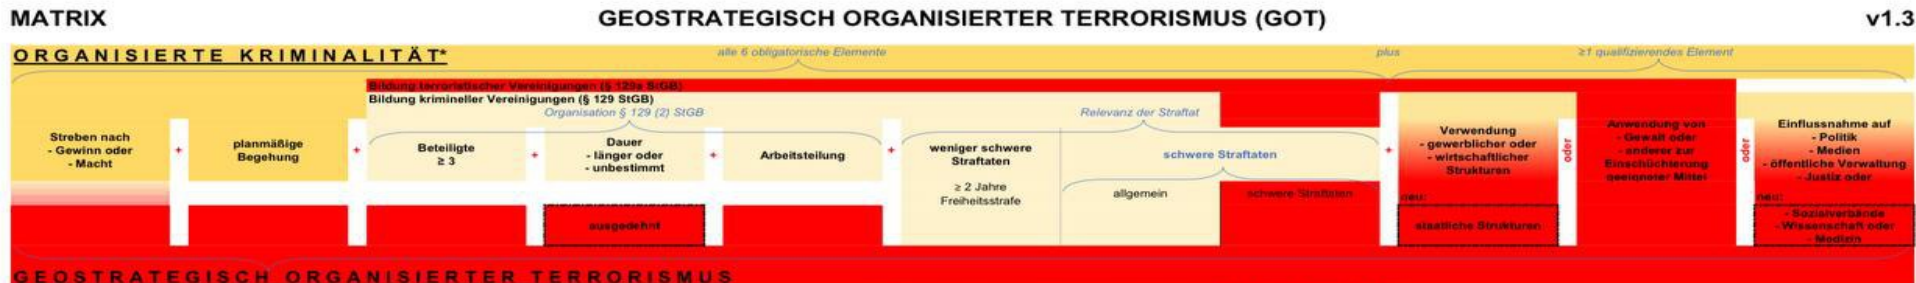 MATRIX GEOSTRATEGISCH ORGANISIERTER TERRORISMUS (GOT) v1.3
ORGANISIERTE KRIMINALITÄT*
alle 6 obligatorische Elemente plus ≥1 qualifizierendes Element
Bildung terroristischer Vereinigungen (§ 129a StGB)
Bildung krimineller Vereinigungen (§ 129 StGB)
Organisation § 129 (2) StGB
Relevanz der Straftat
Streben nach
- Gewinn oder
- Macht
+
planmäßige
Begehung
+
Beteiligte
≥ 3
+
Dauer
- länger oder
- unbestimmt
ausgedehnt
+
Arbeitsteilung
+
weniger schwere
Straftaten
≥ 2 Jahre
Freiheitsstrafe
schwere Straftaten
allgemein
schwere Straftaten
+
Verwendung
- gewerblicher oder
- wirtschaftlicher
Strukturen
neu:
staatliche Strukturen
oder
Anwendung von
- Gewalt oder
- anderer zur
Einschüchterung
geeigneter Mittel
oder
Einflussnahme auf
- Politik
- Medien
- öffentliche Verwaltung
- Justiz oder
neu:
- Sozialverbände
- Wissenschaft oder
- Medizin
GEOSTRATEGISCH ORGANISIERTER TERRORISMUS